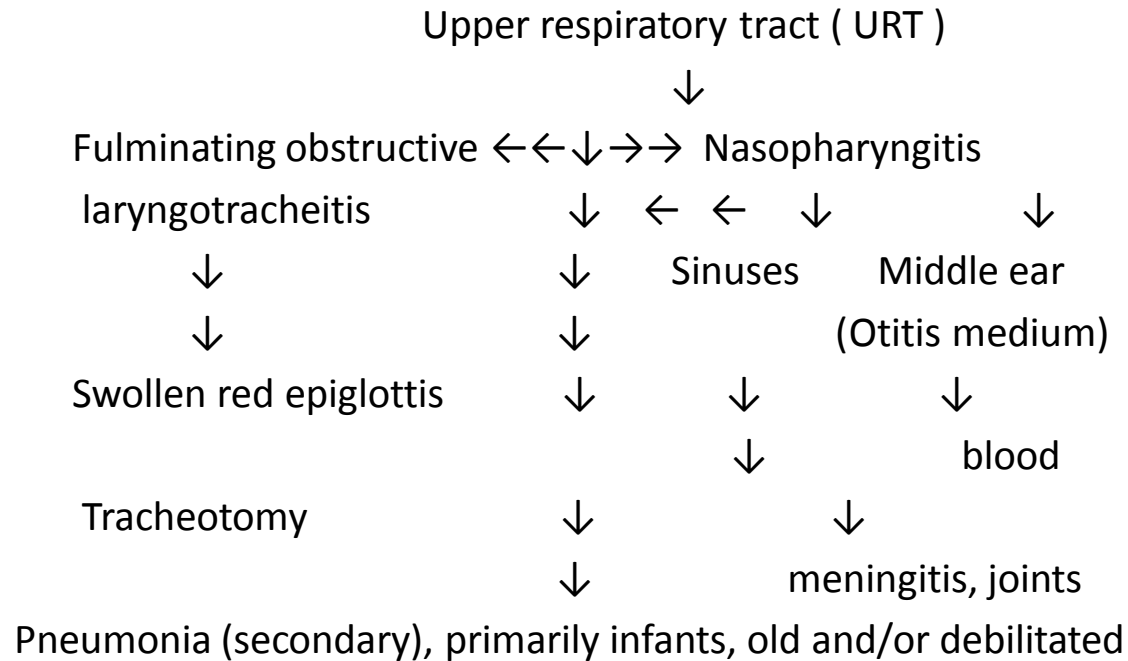 Upper respiratory tract ( URT )
↓
Fulminating obstructive ←←↓→→ Nasopharyngitis
laryngotracheitis ↓ ← ← ↓ ↓
↓ ↓ Sinuses Middle ear
↓ ↓ (Otitis medium)
Swollen red epiglottis ↓ ↓ ↓
↓ blood
Tracheotomy ↓ ↓
↓ meningitis, joints
Pneumonia (secondary), primarily infants, old and/or debilitated